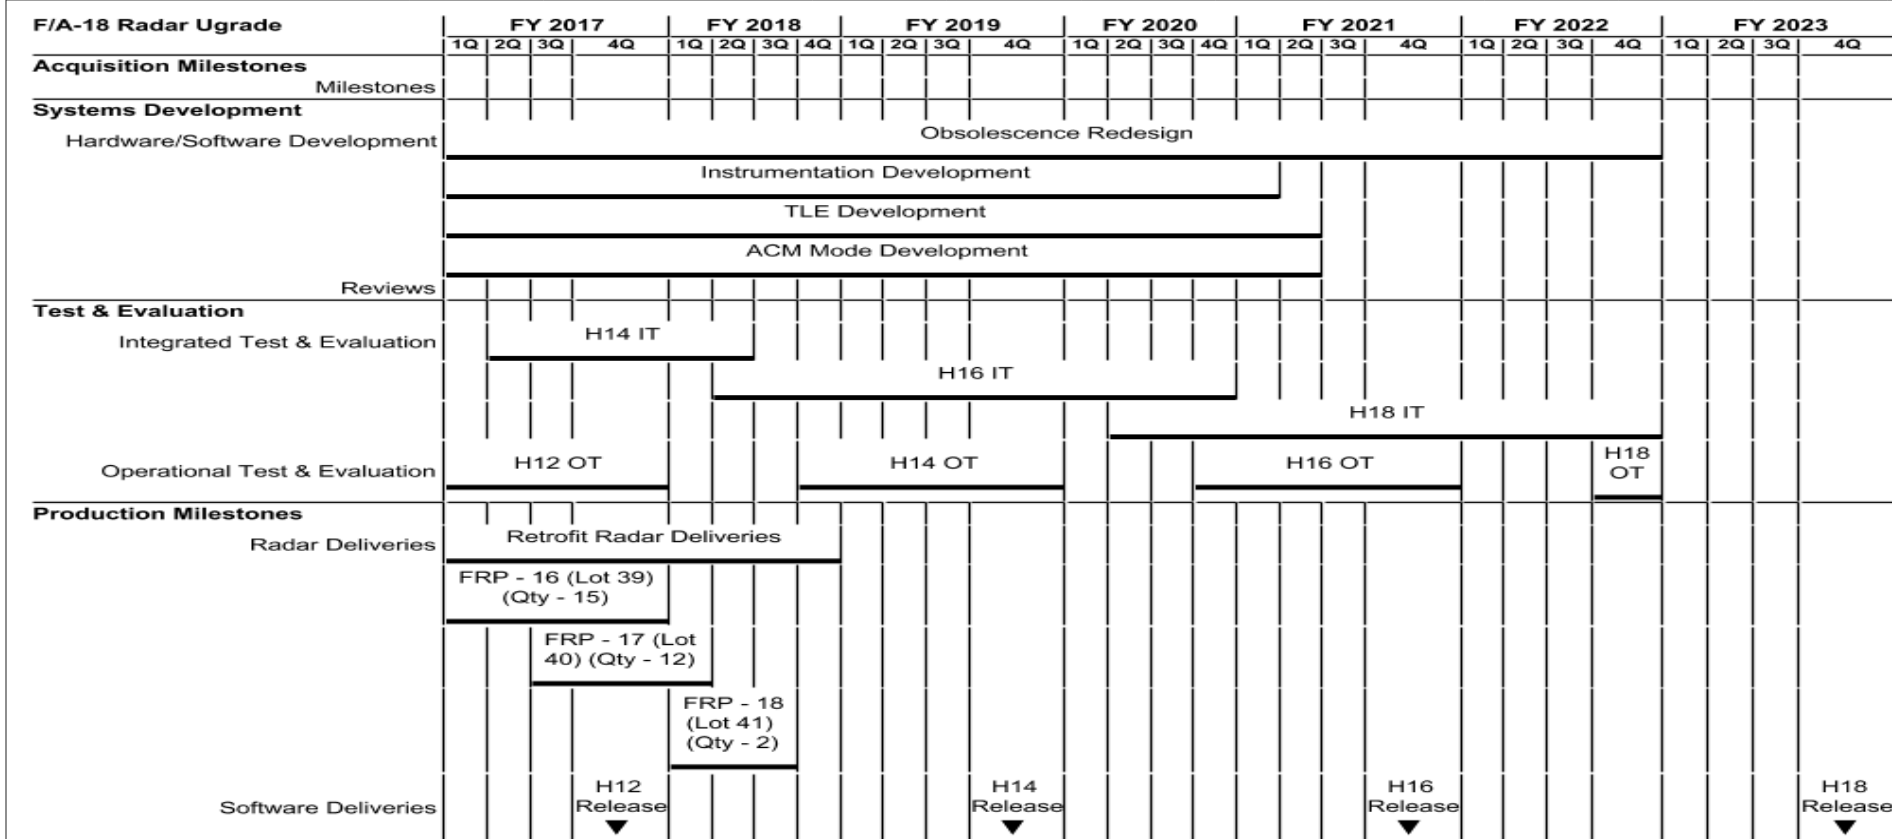 F/A-18 Radar Ugrade FY 2017 FY 2018 FY 2019 FY 2020 FY 2021 FY 2022 FY 2023
1Q 2Q 3Q 4Q 1Q 2Q 3Q 4Q 1Q 2Q 3Q 4Q 1Q 2Q 3Q 4Q 1Q 2Q 3Q 4Q 1Q 2Q 3Q 4Q 1Q 2Q 3Q 4Q
Acquisition Milestones
Milestones
Systems Development
Hardware/Software Development
Obsolescence Redesign
Instrumentation Development
TLE Development
ACM Mode Development
Reviews
Test & Evaluation
Integrated Test & Evaluation
H14 IT
H16 IT
H18 IT
Operational Test & Evaluation
H12 OT
H14 OT
H16 OT
H18
OT
Production Milestones
Radar Deliveries
Retrofit Radar Deliveries
FRP - 16 (Lot 39)
(Qty - 15)
FRP - 17 (Lot
40) (Qty - 12)
FRP - 18
(Lot 41)
(Qty - 2)
Software Deliveries
H12
Release
H14
Release
H16
Release
H18
Release